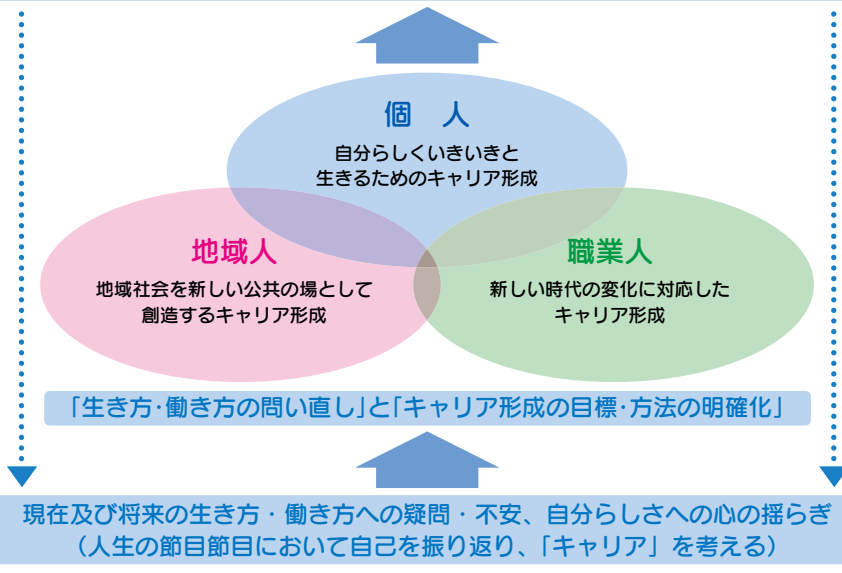 個　人
自分らしくいきいきと
生きるためのキャリア形成
地域人
地域社会を新しい公共の場として
創造するキャリア形成
職業人
新しい時代の変化に対応した
キャリア形成
「生き方･働き方の問い直し」と「キャリア形成の目標･方法の明確化」
現在及び将来の生き方・働き方への疑問・不安、自分らしさへの心の揺らぎ
（人生の節目節目において自己を振り返り、「キャリア」を考える）